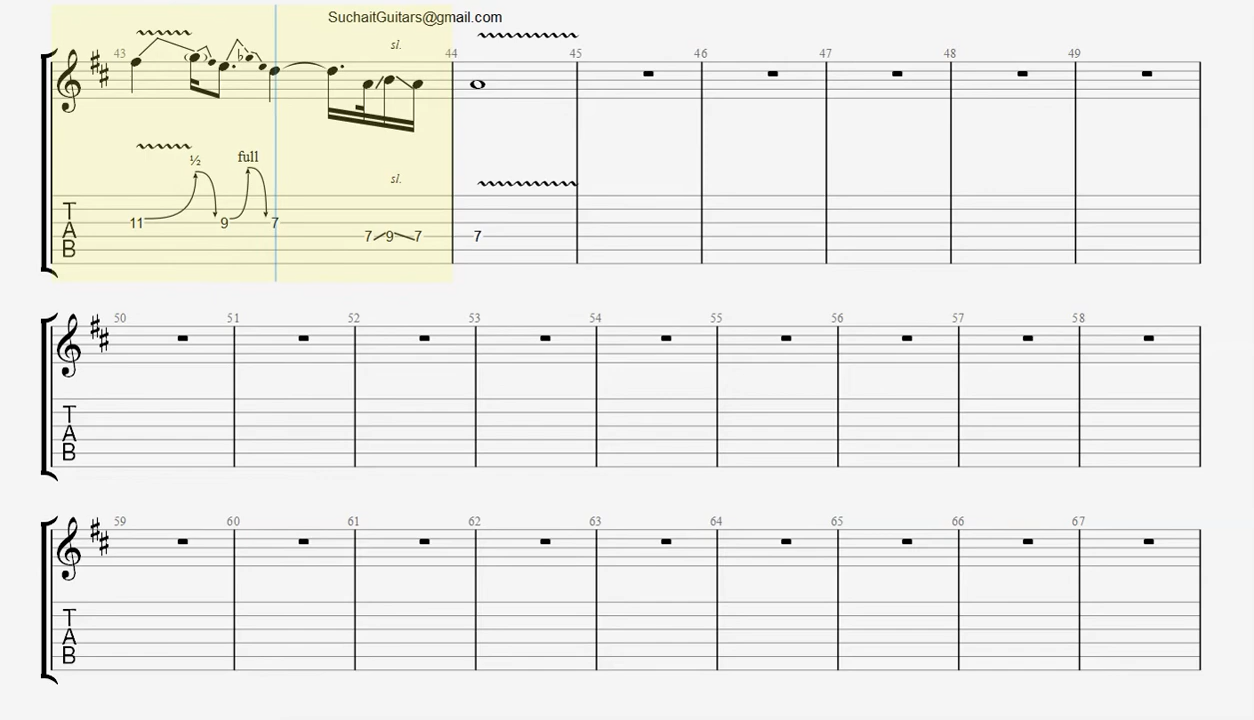 SuchaitGuitars@gmail.com
43 sl. 44 45 46 47 48 49
½ full sl.
T
A
B
11 9 7 7 9 7 7
50 51 52 53 54 55 56 57 58
T
A
B
59 60 61 62 63 64 65 66 67
T
A
B